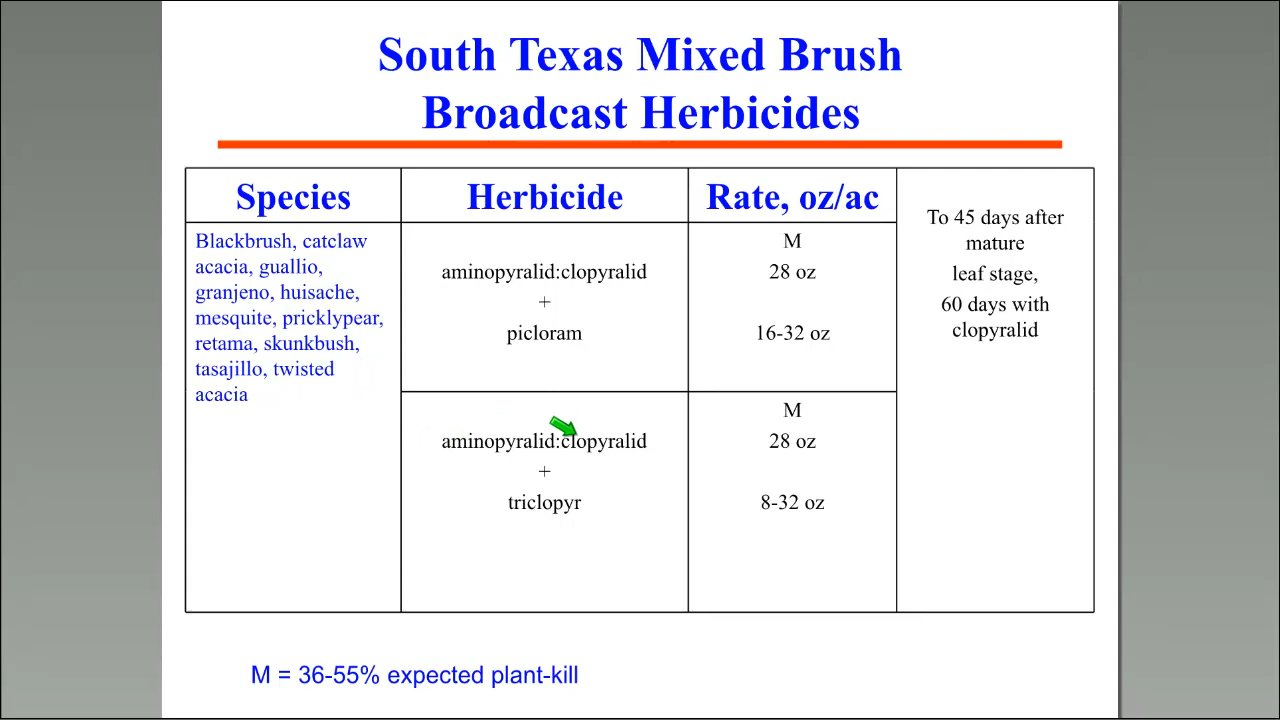 South Texas Mixed Brush
Broadcast Herbicides
Species
Herbicide
Rate, oz/ac
To 45 days after
mature
leaf stage,
60 days with
clopyralid
Blackbrush, catclaw
acacia, guallio,
granjeno, huisache,
mesquite, pricklypear,
retama, skunkbush,
tasajillo, twisted
acacia
aminopyralid:clopyralid
+
picloram
M
28 oz
16-32 oz
aminopyralid:clopyralid
+
triclopyr
M
28 oz
8-32 oz
M = 36-55% expected plant-kill